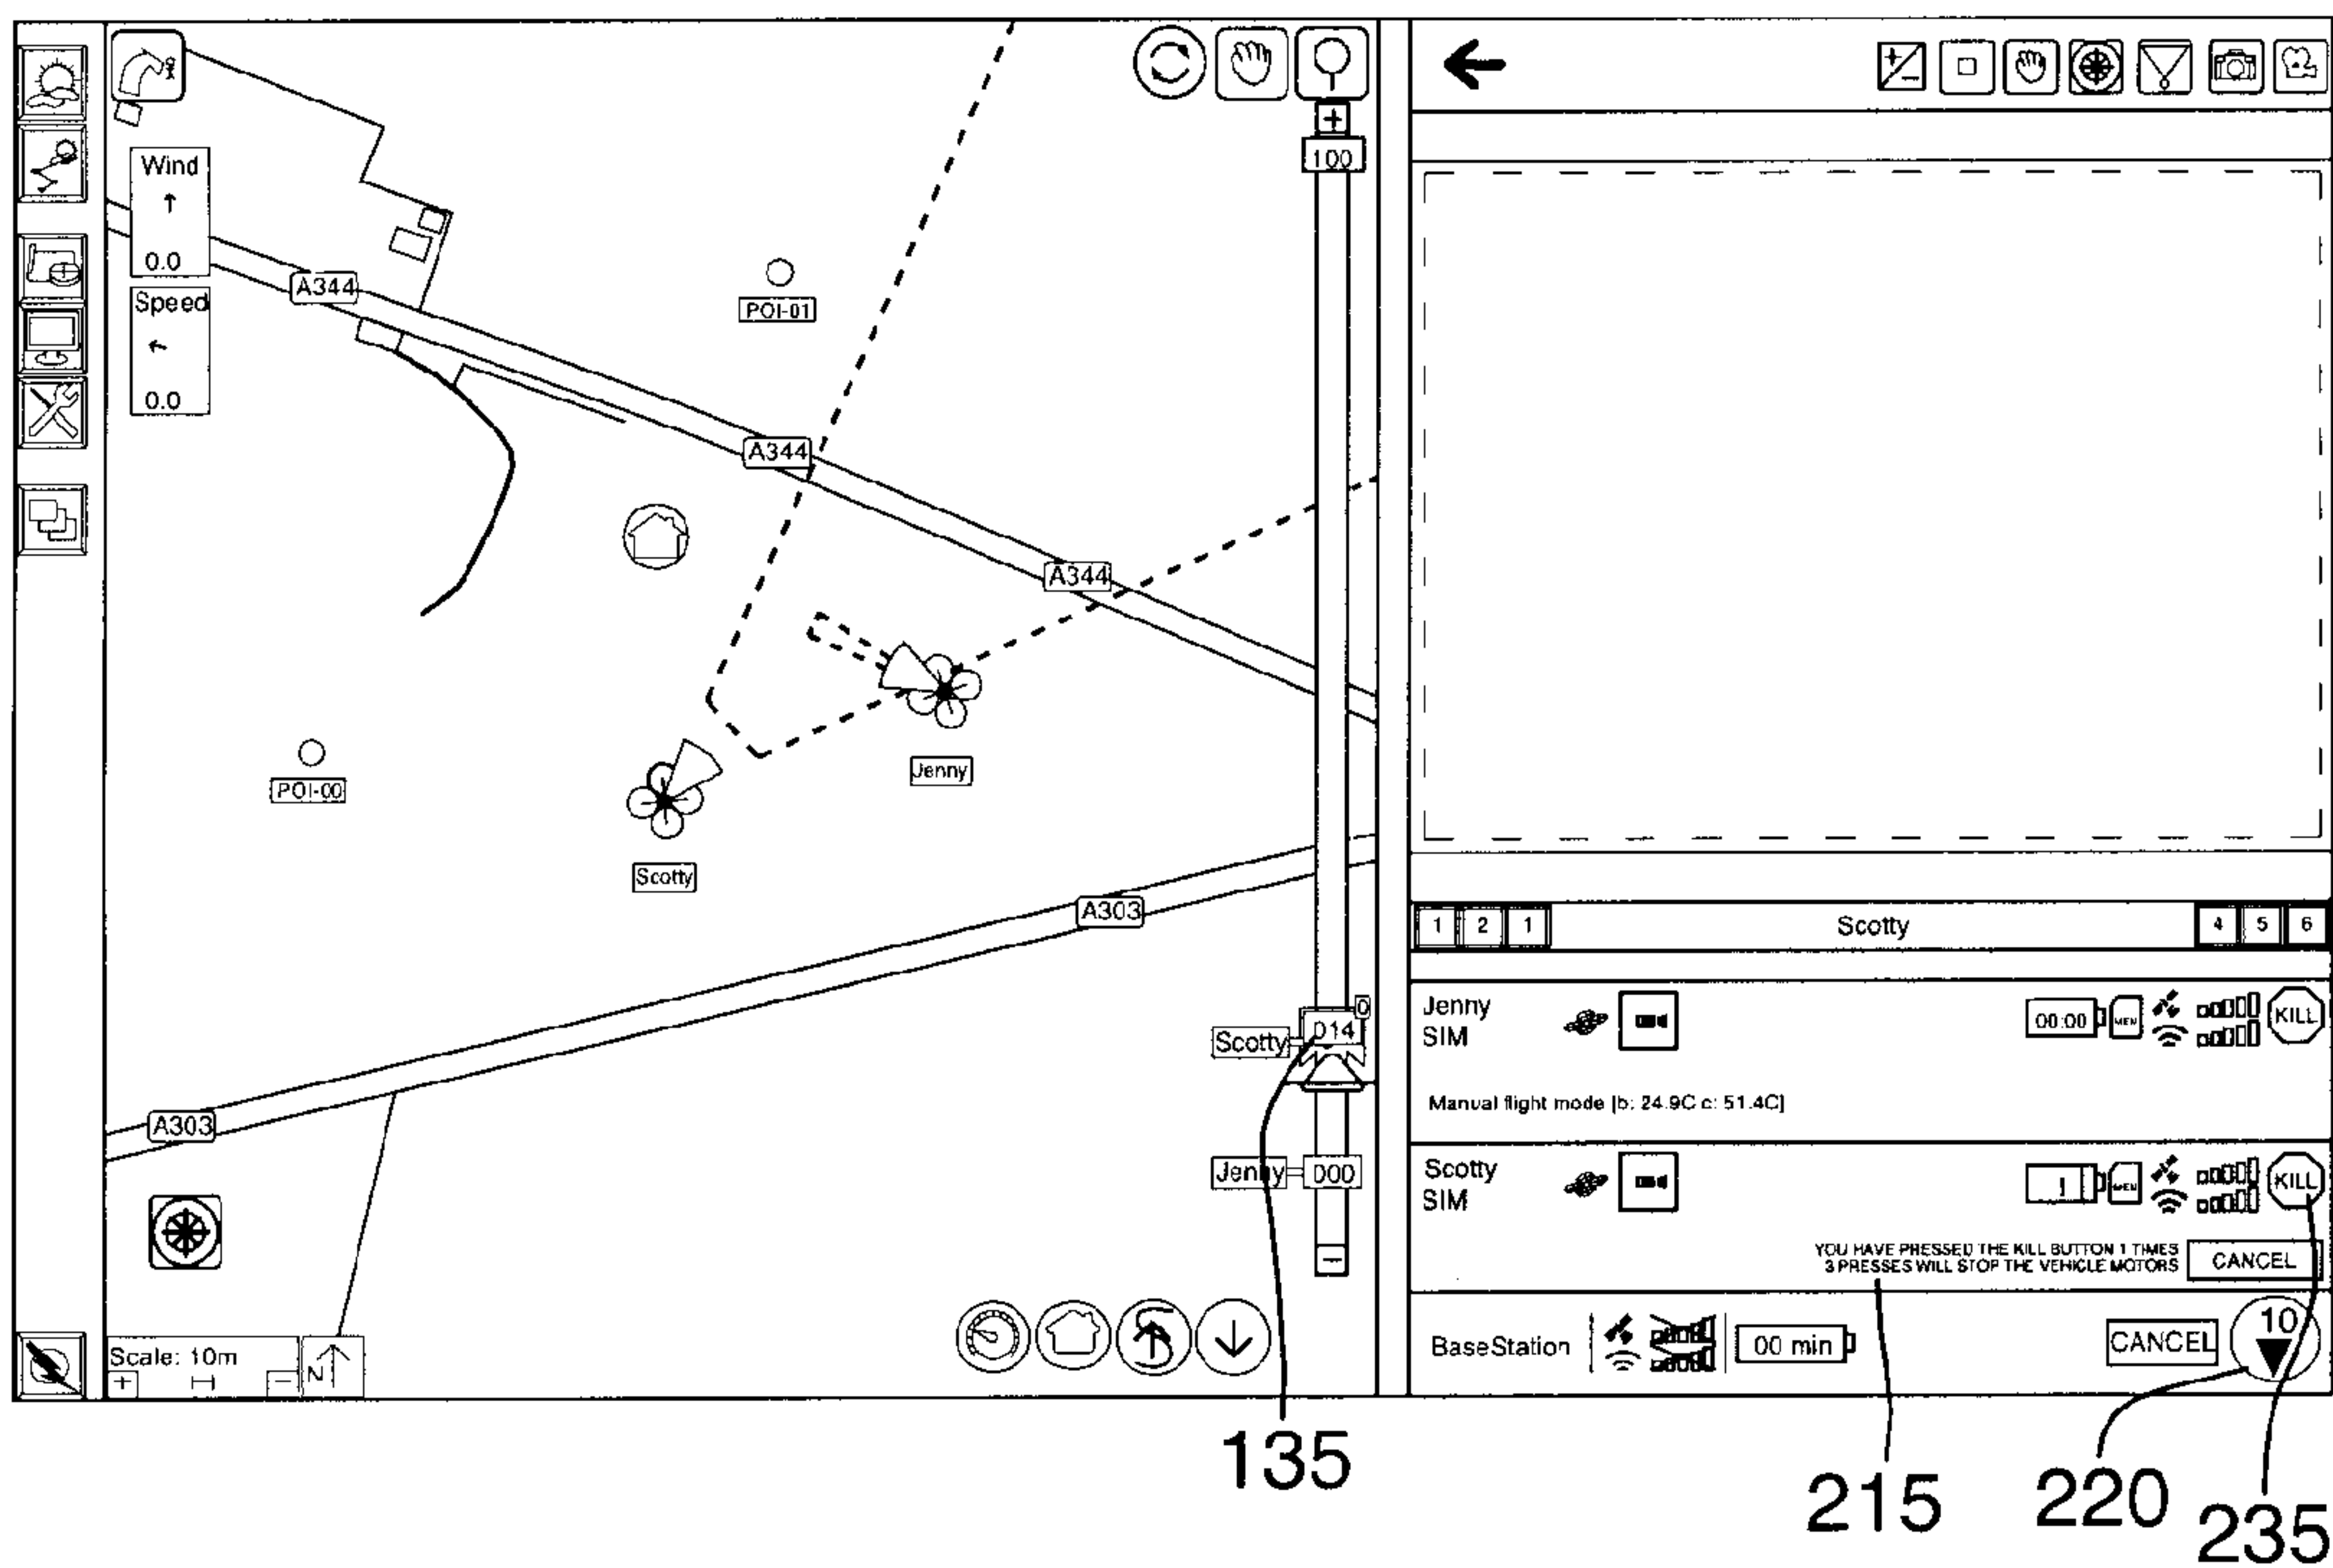 Wind
0.0
Speed
0.0
A344
POI-01
A344
A344
100
+
POI-00
Jenny
Scotty
A303
A303
Scotty
0
014
Jenny
000
−
Scale: 10m
+
−
N
1 2 1 Scotty 4 5 6
Jenny
SIM
00:00
MEM
KILL
Manual flight mode [b: 24.9C c: 51.4C]
Scotty
SIM
!
MEM
KILL
YOU HAVE PRESSED THE KILL BUTTON 1 TIMES
3 PRESSES WILL STOP THE VEHICLE MOTORS
CANCEL
BaseStation
00 min
CANCEL
10
135
215
220
235